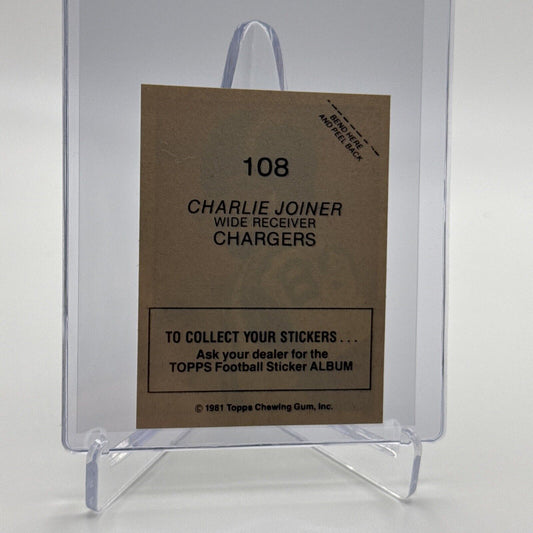 BEND HERE
AND PEEL BACK
108
CHARLIE JOINER
WIDE RECEIVER
CHARGERS
TO COLLECT YOUR STICKERS...
Ask your dealer for the
TOPPS Football Sticker ALBUM
© 1981 Topps Chewing Gum, Inc.